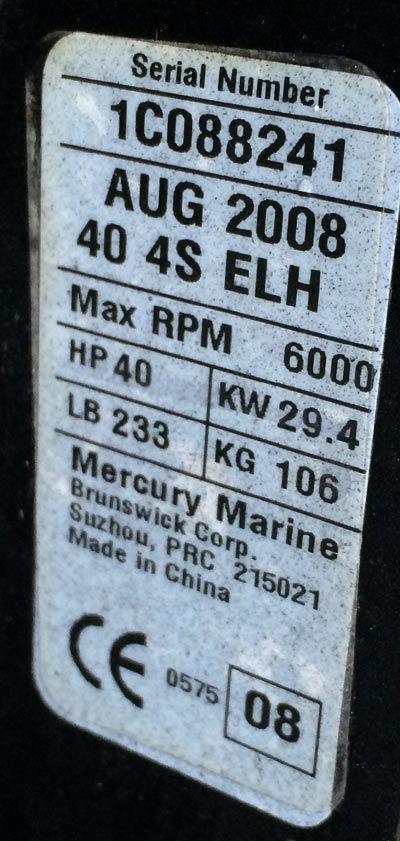 Serial Number
1C088241
AUG 2008
40 4S ELH
Max RPM 6000
HP 40 KW 29.4
LB 233 KG 106
Mercury Marine
Brunswick Corp.
Suzhou, PRC 215021
Made in China
CE 0575 08